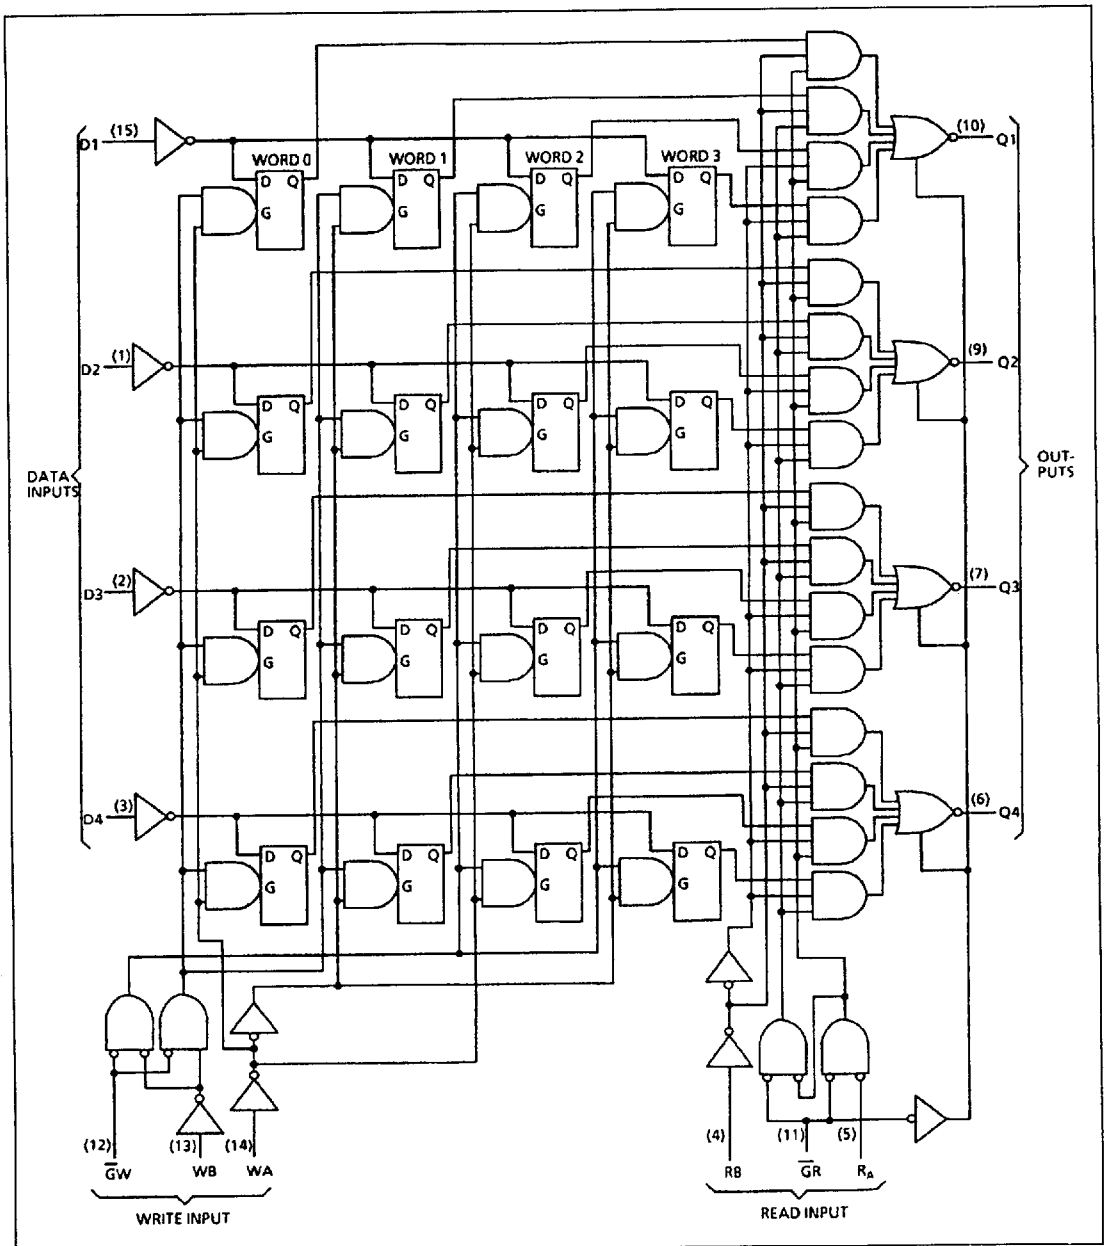 (10)
(15)
D1
Q1
WORD 0
WORD 1
WORD 2
WORD 3
D Q
D Q
D Q
D Q
G
G
G
G
(9)
(1)
D2
Q2
D Q
D Q
D Q
D Q
G
G
G
G
DATA
INPUTS
OUT-
PUTS
(7)
(2)
D3
Q3
D Q
D Q
D Q
D Q
G
G
G
G
(6)
(3)
D4
Q4
D Q
D Q
D Q
D Q
G
G
G
G
(12)
(13)
(14)
(4)
(11)
(5)
G̅W
WB
WA
RB
G̅R
RA
WRITE INPUT
READ INPUT